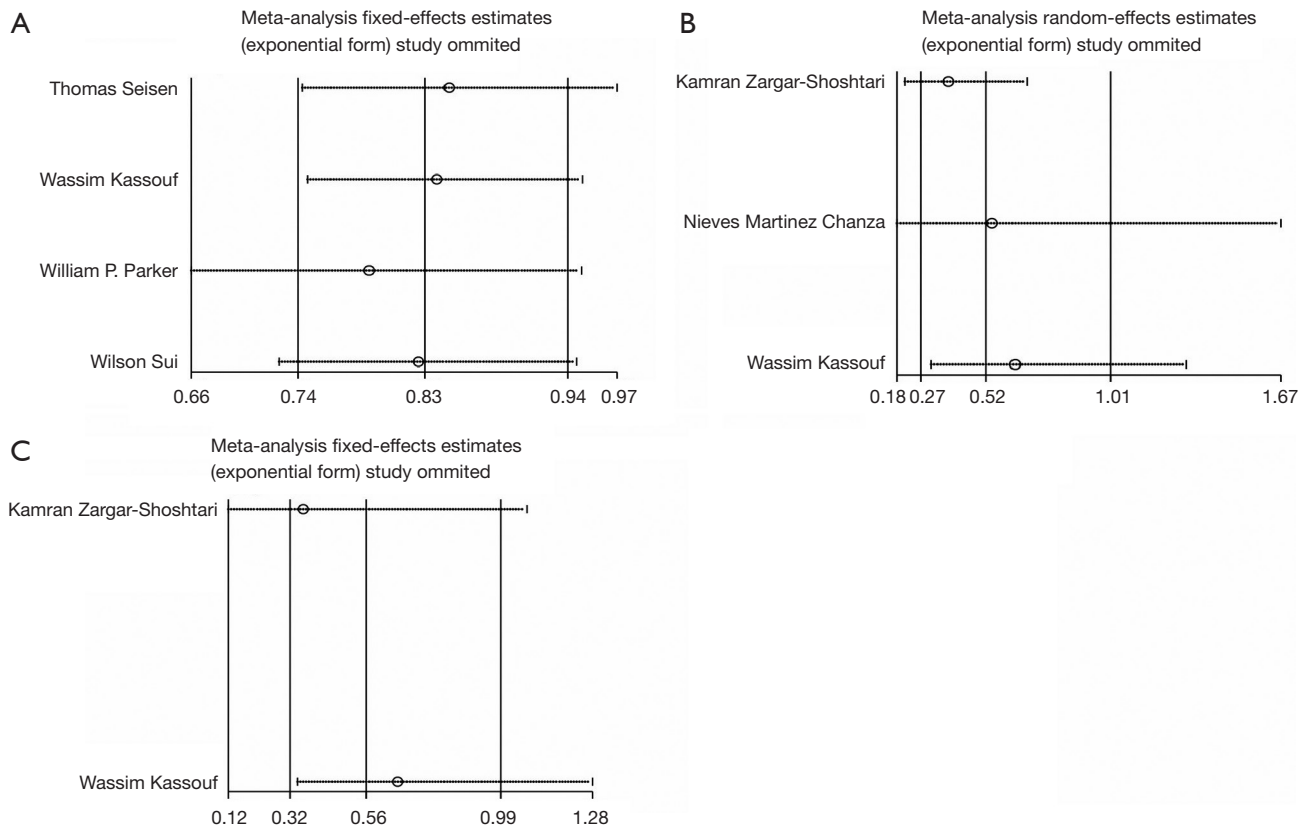 A
Meta-analysis fixed-effects estimates
(exponential form) study ommited
Thomas Seisen
Wassim Kassouf
William P. Parker
Wilson Sui
0.66 0.74 0.83 0.94 0.97
B
Meta-analysis random-effects estimates
(exponential form) study ommited
Kamran Zargar-Shoshtari
Nieves Martinez Chanza
Wassim Kassouf
0.18 0.27 0.52 1.01 1.67
C
Meta-analysis fixed-effects estimates
(exponential form) study ommited
Kamran Zargar-Shoshtari
Wassim Kassouf
0.12 0.32 0.56 0.99 1.28